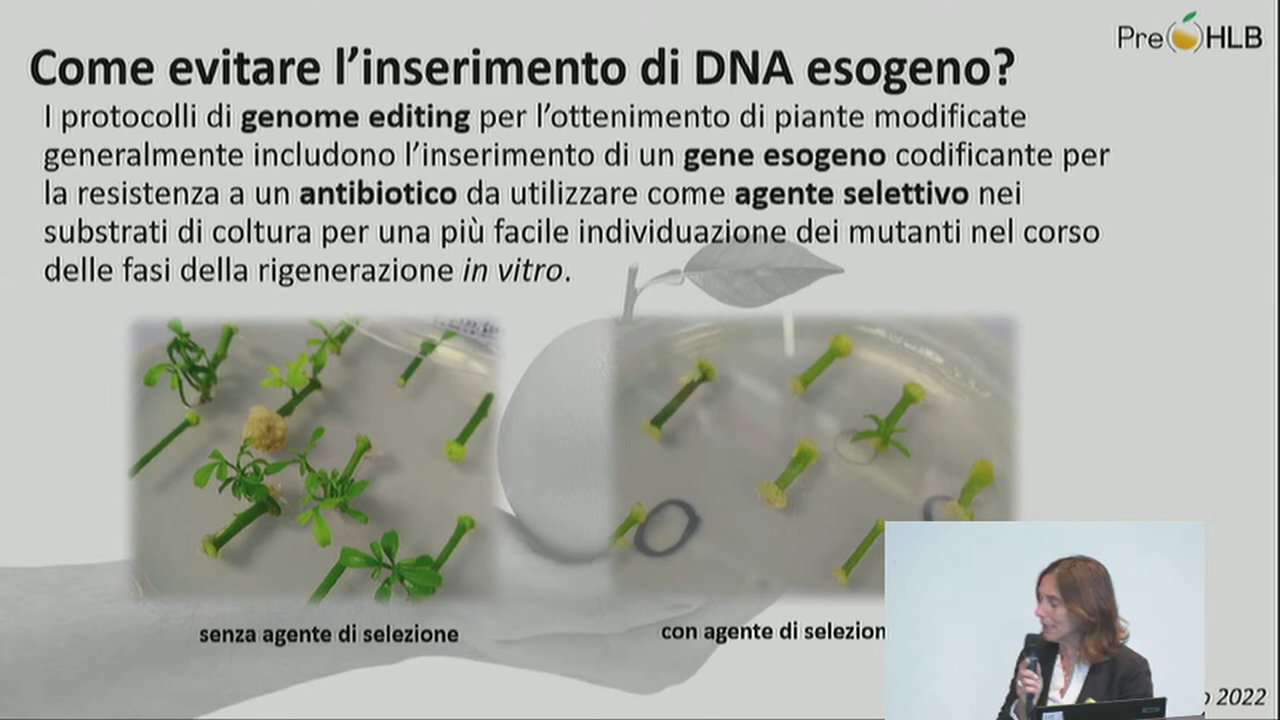 Pre HLB
Come evitare l'inserimento di DNA esogeno?
I protocolli di genome editing per l'ottenimento di piante modificate
generalmente includono l'inserimento di un gene esogeno codificante per
la resistenza a un antibiotico da utilizzare come agente selettivo nei
substrati di coltura per una più facile individuazione dei mutanti nel corso
delle fasi della rigenerazione in vitro.
senza agente di selezione
con agente di selezion
2022